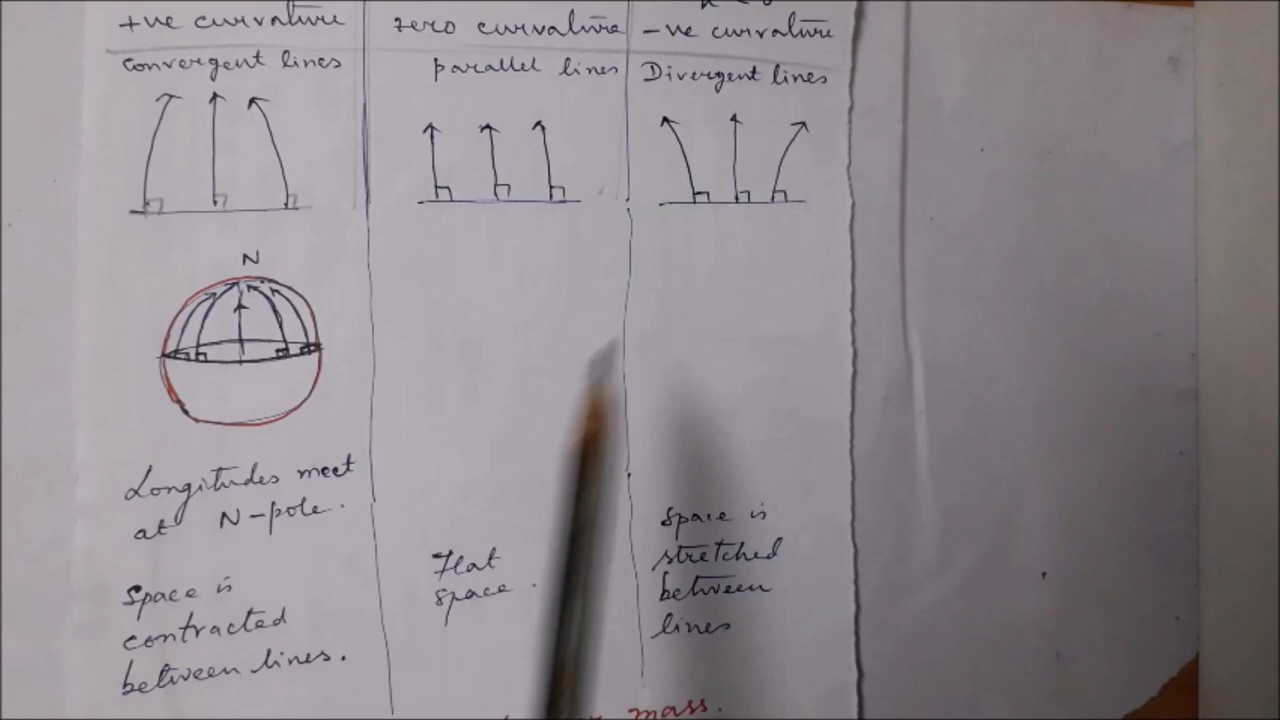 +ve curvature
convergent lines
N
Longitudes meet
at N-pole.
Space is
contracted
between lines.
zero curvature
parallel lines
Flat
space.
-ve curvature
Divergent lines
Space is
stretched
between
lines
mass.